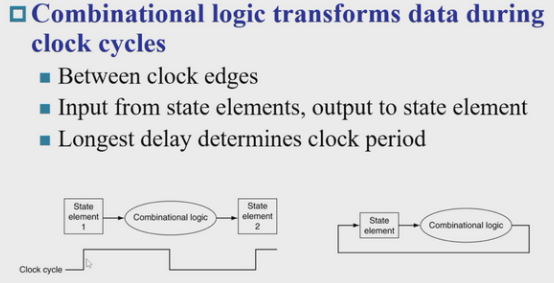 Combinational logic transforms data during
clock cycles
Between clock edges
Input from state elements, output to state element
Longest delay determines clock period
State
element
1
Combinational logic
State
element
2
State
element
Combinational logic
Clock cycle